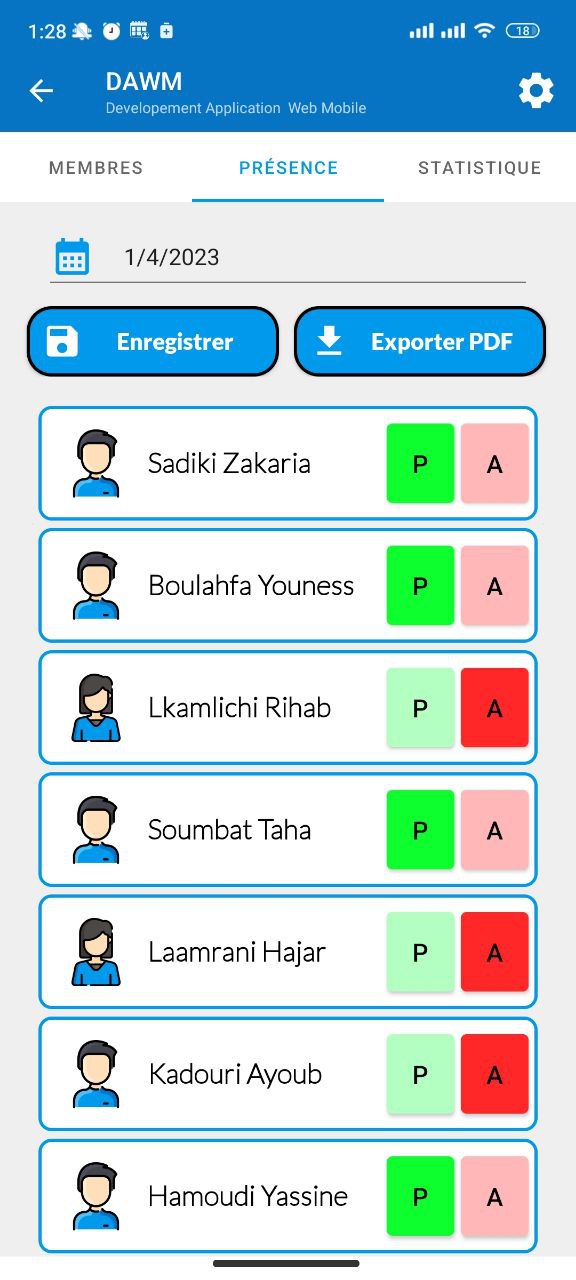 1:28
18
DAWM
Developement Application Web Mobile
MEMBRES PRÉSENCE STATISTIQUE
1/4/2023
Enregistrer Exporter PDF
Sadiki Zakaria P A
Boulahfa Youness P A
Lkamlichi Rihab P A
Soumbat Taha P A
Laamrani Hajar P A
Kadouri Ayoub P A
Hamoudi Yassine P A